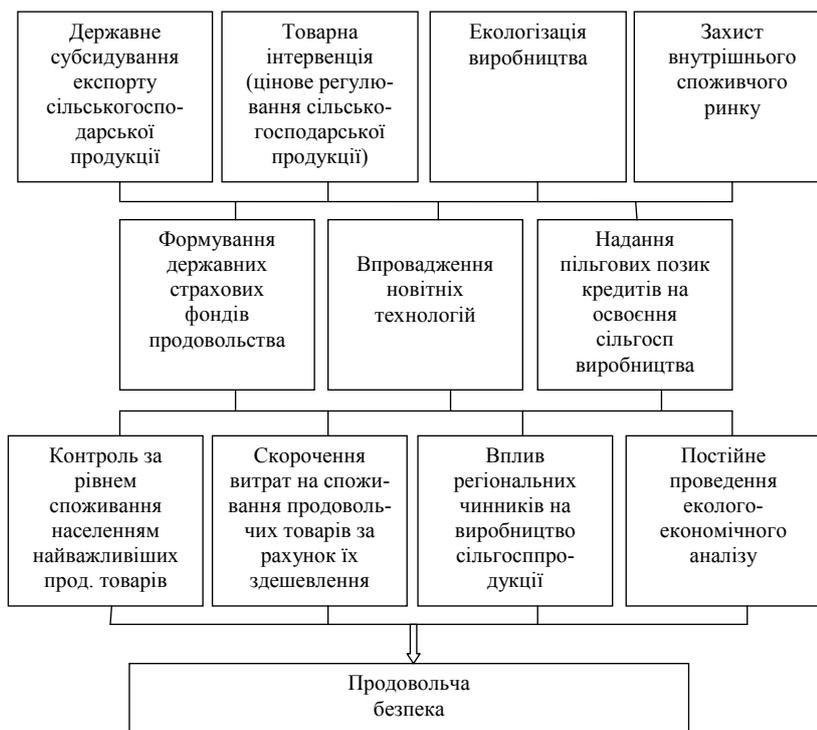 Державне
субсидування
експорту
сільськогоспо-
дарської
продукції
Товарна
інтервенція
(цінове регулю-
вання сільсько-
господарської
продукції)
Екологізація
виробництва
Захист
внутрішнього
споживчого
ринку
Формування
державних
страхових
фондів
продовольства
Впровадження
новітніх
технологій
Надання
пільгових позик
кредитів на
освоєння
сільгосп
виробництва
Контроль за
рівнем
споживання
населенням
найважливіших
прод. товарів
Скорочення
витрат на спожи-
вання продоволь-
чих товарів за
рахунок їх
здешевлення
Вплив
регіональних
чинників на
виробництво
сільгосппро-
дукції
Постійне
проведення
еколого-
економічного
аналізу
Продовольча
безпека